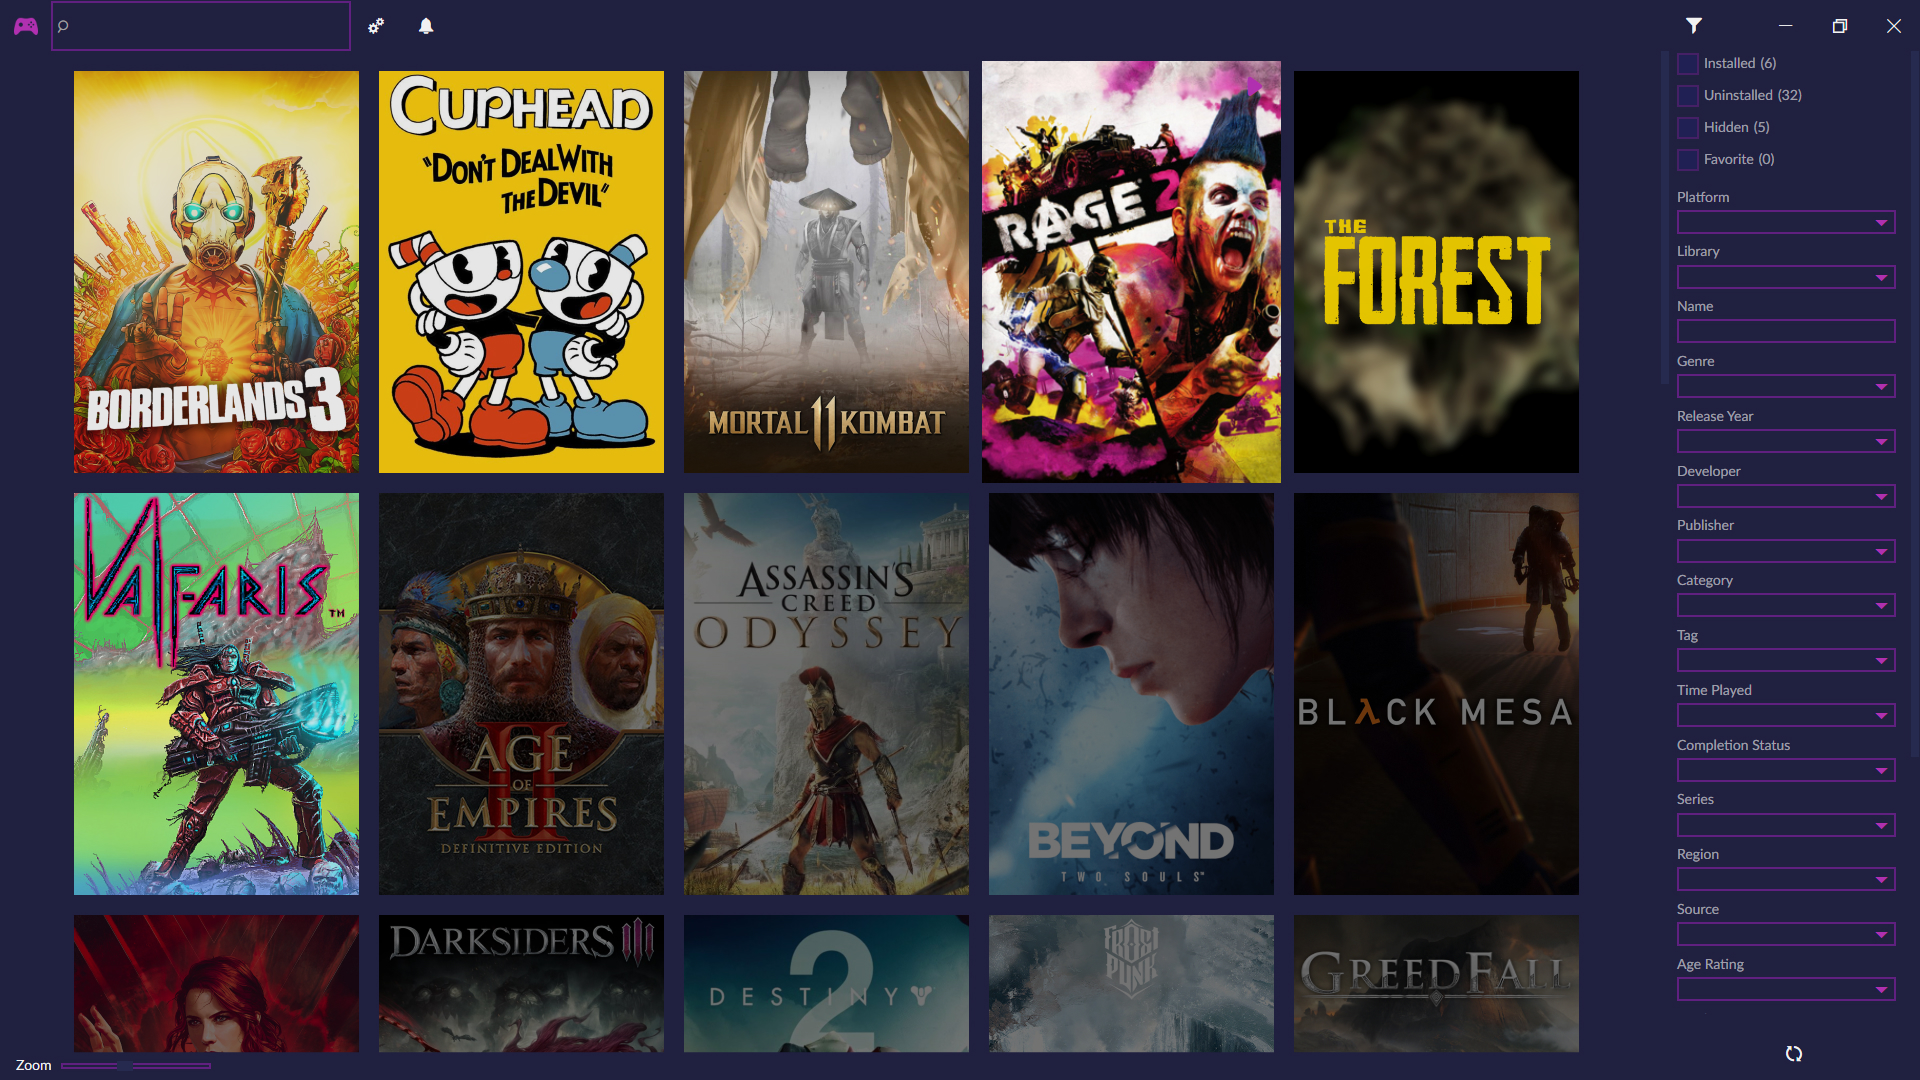 BORDERLANDS 3
CUPHEAD
"DON'T DEAL WITH
THE DEVIL"
MORTAL 11 KOMBAT
RAGE 2
THE
FOREST
VALFARIS™
AGE
OF
EMPIRES
II
DEFINITIVE EDITION
ASSASSIN'S
CREED
ODYSSEY
BEYOND
TWO SOULS™
BLλCK MESA
DARKSIDERS III
DESTINY 2
FROST
PUNK
GREEDFALL
Installed (6)
Uninstalled (32)
Hidden (5)
Favorite (0)
Platform
Library
Name
Genre
Release Year
Developer
Publisher
Category
Tag
Time Played
Completion Status
Series
Region
Source
Age Rating
Zoom